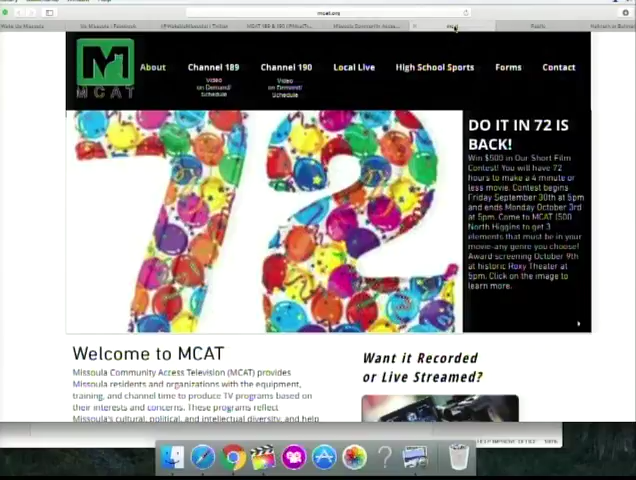 mcat.org
M
MCAT
About
Channel 189
Channel 190
Local Live
High School Sports
Forms
Contact
Video
on Demand/
Schedule
Video
on Demand/
Schedule
72
DO IT IN 72 IS
BACK!
Win $500 in Our Short Film
Contest! You will have 72
hours to make a 4 minute or
less movie. Contest begins
Friday September 30th at 5pm
and ends Monday October 3rd
at 5pm. Come to MCAT (500
North Higgins to get 3
elements that must be in your
movie-any genre you choose!
Award screening October 9th
at historic Roxy Theater at
5pm. Click on the image to
learn more.
Welcome to MCAT
Missoula Community Access Television (MCAT) provides
Missoula residents and organizations with the equipment,
training, and channel time to produce TV programs based
on their interests and concerns. These programs reflect
Missoula's cultural, political, and intellectual diversity, and help
Want it Recorded
or Live Streamed?